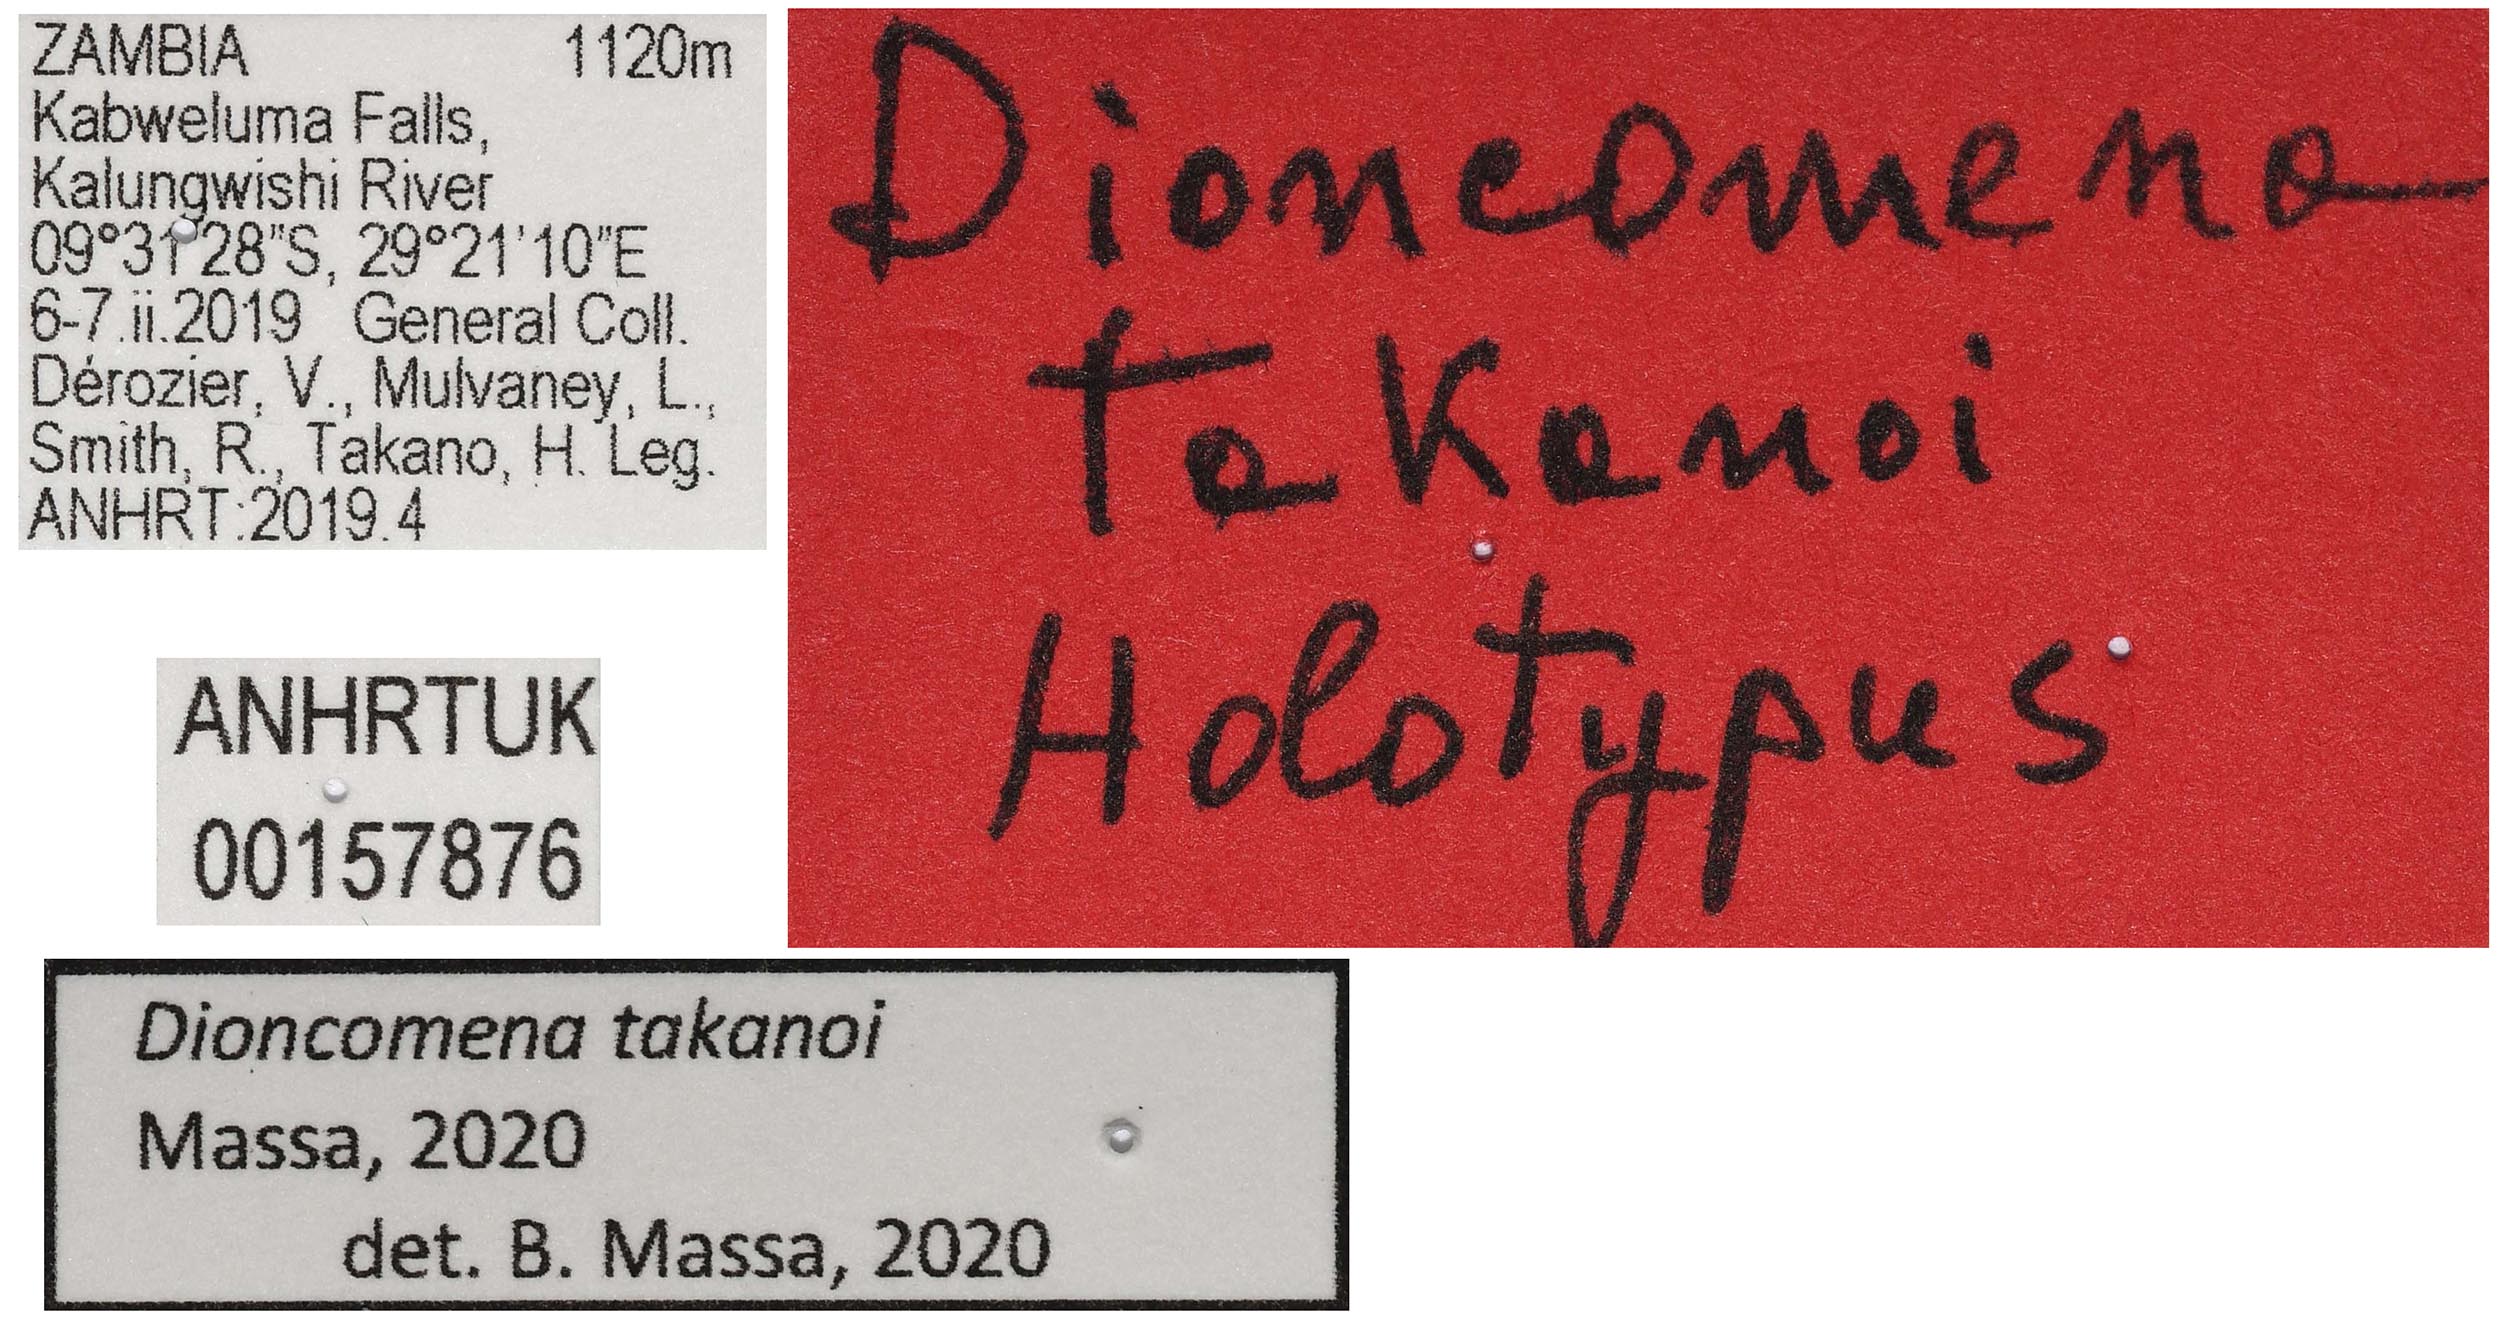 ZAMBIA 1120m
Kabweluma Falls,
Kalungwishi River
09°31'28"S, 29°21'10"E
6-7.ii.2019 General Coll.
Dérozier, V., Mulvaney, L.,
Smith, R., Takano, H. Leg.
ANHRT:2019.4
Dioncomena
takanoi
Holotypus
ANHRTUK
00157876
Dioncomena takanoi
Massa, 2020
det. B. Massa, 2020